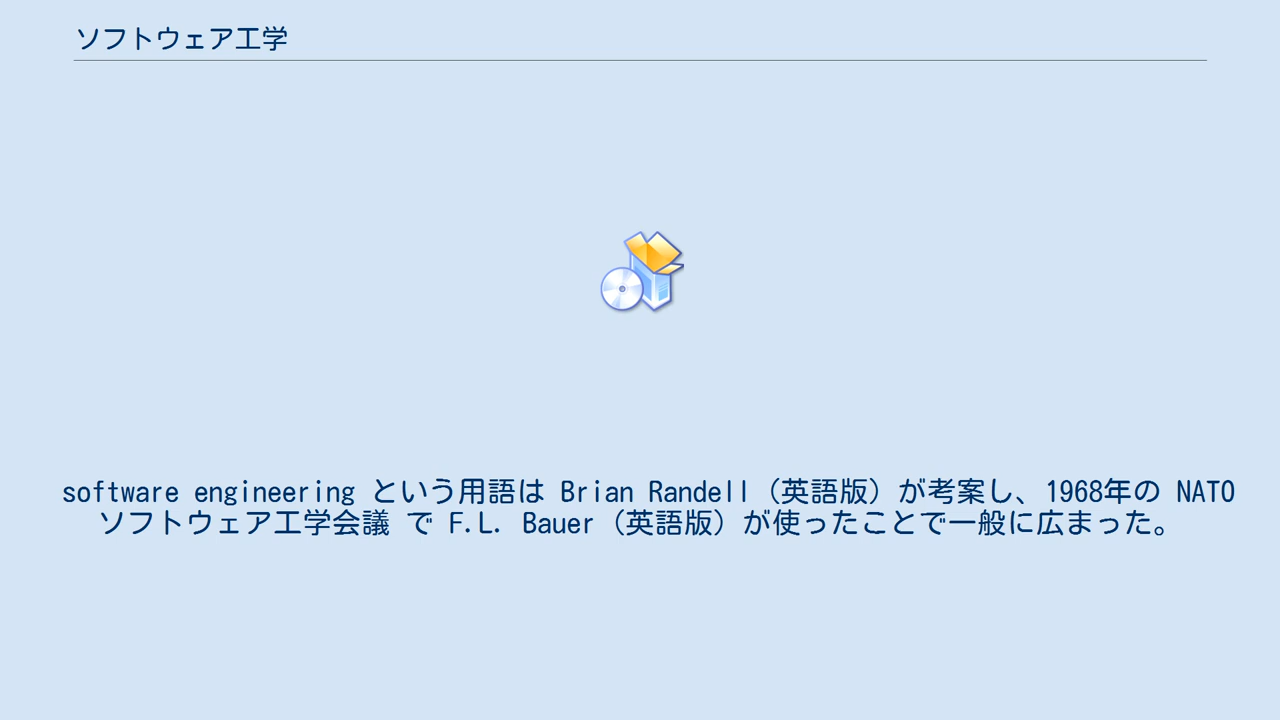 ソフトウェア工学
software engineering という用語は Brian Randell（英語版）が考案し、1968年の NATO
ソフトウェア工学会議 で F.L. Bauer（英語版）が使ったことで一般に広まった。